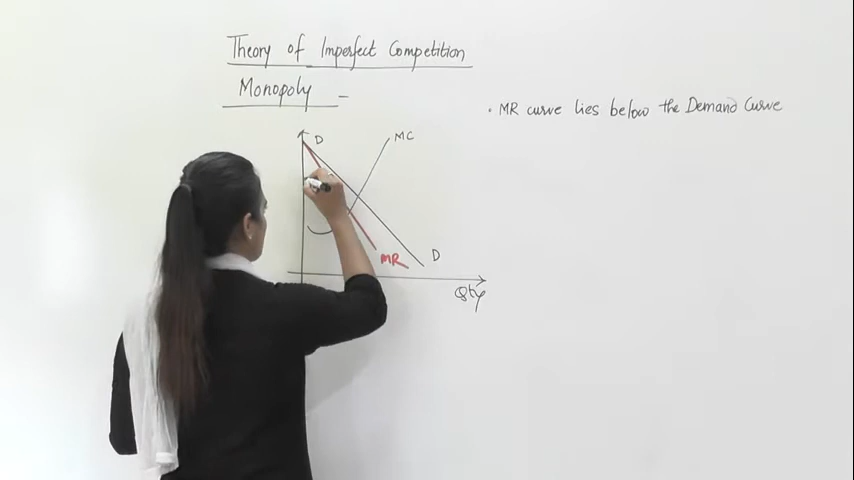 Theory of Imperfect Competition
Monopoly –
• MR curve lies below the Demand Curve
D
MC
D
MR
Qty